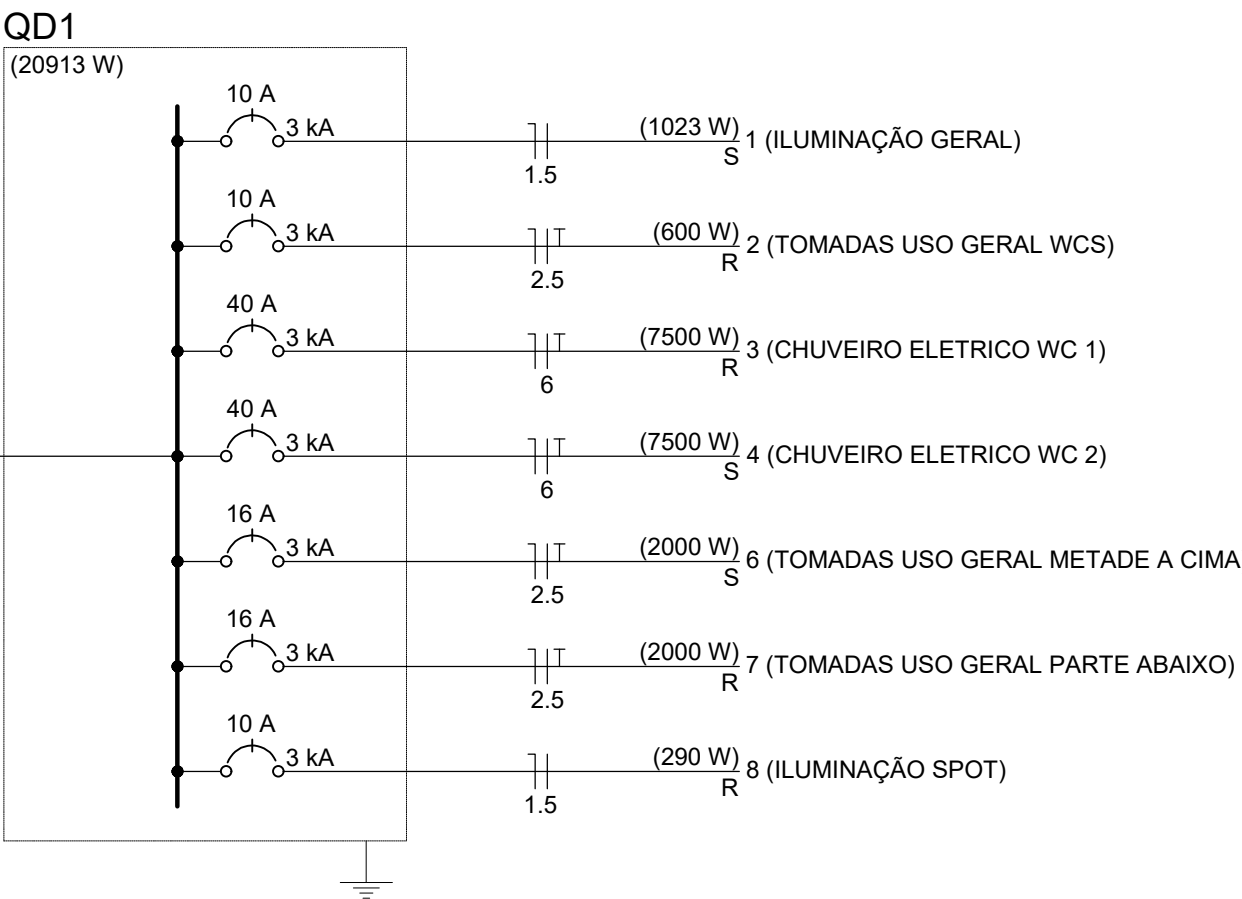 QD1
(20913 W)
10 A
3 kA
1.5
(1023 W)
S
1 (ILUMINAÇÃO GERAL)
10 A
3 kA
2.5
(600 W)
R
2 (TOMADAS USO GERAL WCS)
40 A
3 kA
6
(7500 W)
R
3 (CHUVEIRO ELETRICO WC 1)
40 A
3 kA
6
(7500 W)
S
4 (CHUVEIRO ELETRICO WC 2)
16 A
3 kA
2.5
(2000 W)
S
6 (TOMADAS USO GERAL METADE A CIMA
16 A
3 kA
2.5
(2000 W)
R
7 (TOMADAS USO GERAL PARTE ABAIXO)
10 A
3 kA
1.5
(290 W)
R
8 (ILUMINAÇÃO SPOT)